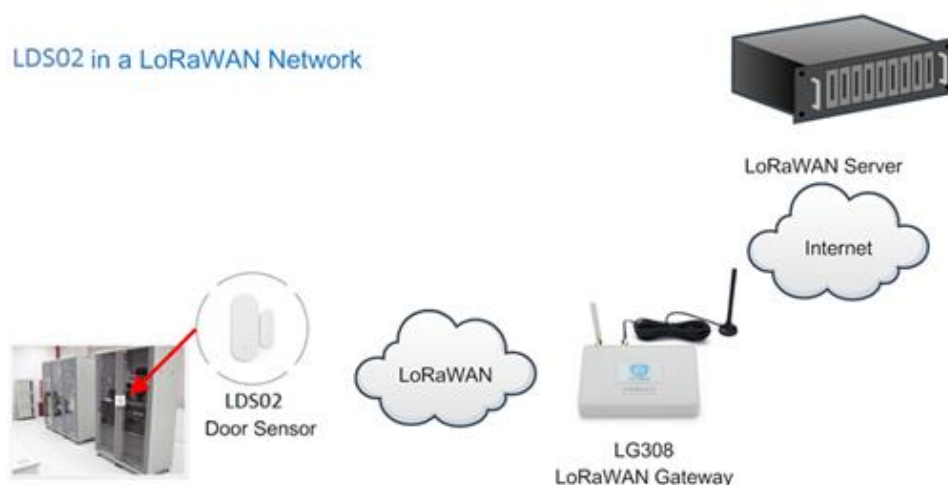 LDS02 in a LoRaWAN Network
LoRaWAN Server
Internet
LoRaWAN
LDS02
Door Sensor
LG308
LoRaWAN Gateway